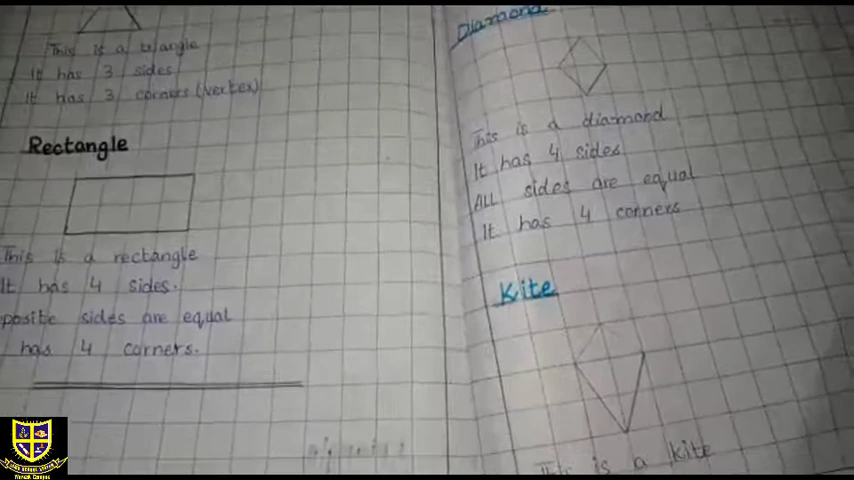 This is a triangle
It has 3 sides
It has 3 corners (vertex)
Rectangle
This is a rectangle
It has 4 sides.
posite sides are equal
has 4 corners.
Diamond
This is a diamond
It has 4 sides
ALL sides are equal
It has 4 corners
Kite
This is a kite